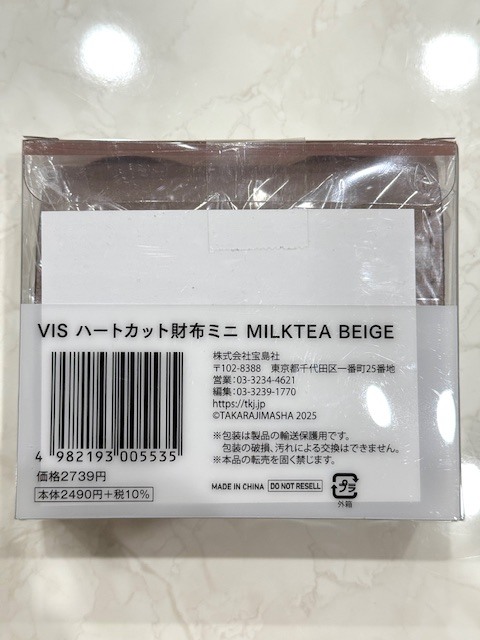 VIS ハートカット財布ミニ MILKTEA BEIGE
株式会社宝島社
〒102-8388 東京都千代田区一番町25番地
営業：03-3234-4621
編集：03-3239-1770
https://tkj.jp
©TAKARAJIMASHA 2025
4 982193 005535
※包装は製品の輸送保護用です。
包装の破損、汚れによる交換はできません。
※本品の転売を固く禁じます。
価格2739円
本体2490円+税10%
MADE IN CHINA DO NOT RESELL
プラ
外箱